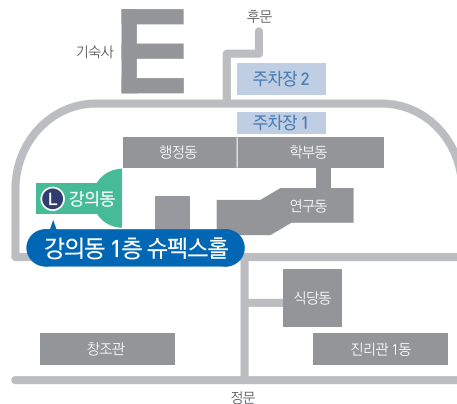 후문
기숙사
주차장 2
주차장 1
행정동
학부동
L 강의동
연구동
강의동 1층 슈펙스홀
식당동
창조관
진리관 1동
정문